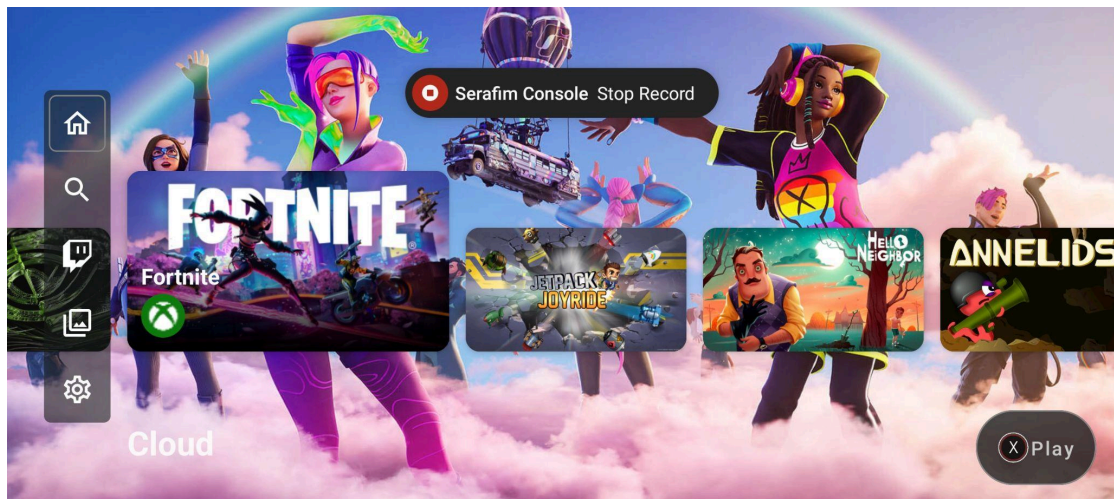 Serafim Console Stop Record
FORTNITE
Fortnite
JETPACK
JOYRIDE
HELLO
NEIGHBOR
ANNELIDS
Cloud
X Play